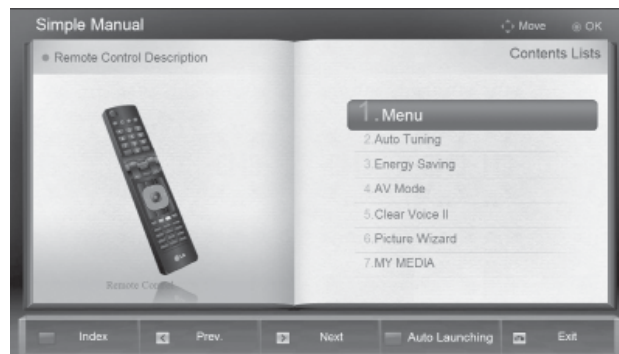 Simple Manual
Move OK
Remote Control Description
Contents Lists
1.Menu
2.Auto Tuning
3.Energy Saving
4.AV Mode
5.Clear Voice II
6.Picture Wizard
7.MY MEDIA
LG
Remote Control
Index Prev. Next Auto Launching Exit